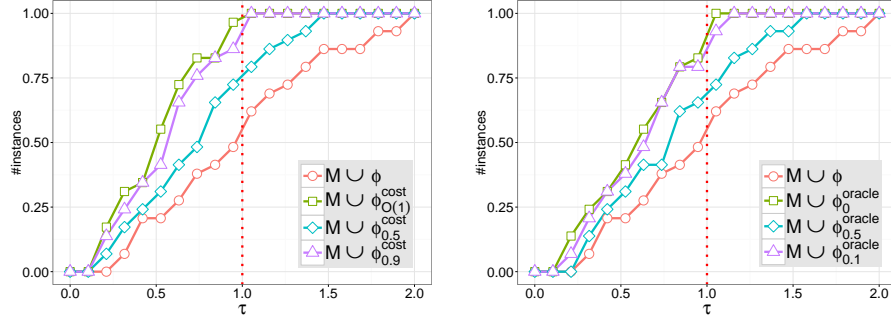 #instances
1.00
0.75
0.50
0.25
0.00
M ∪ ϕ
M ∪ ϕ^cost_O(1)
M ∪ ϕ^cost_0.5
M ∪ ϕ^cost_0.9
0.0 0.5 1.0 1.5 2.0
τ
#instances
1.00
0.75
0.50
0.25
0.00
M ∪ ϕ
M ∪ ϕ^oracle_0
M ∪ ϕ^oracle_0.5
M ∪ ϕ^oracle_0.1
0.0 0.5 1.0 1.5 2.0
τ